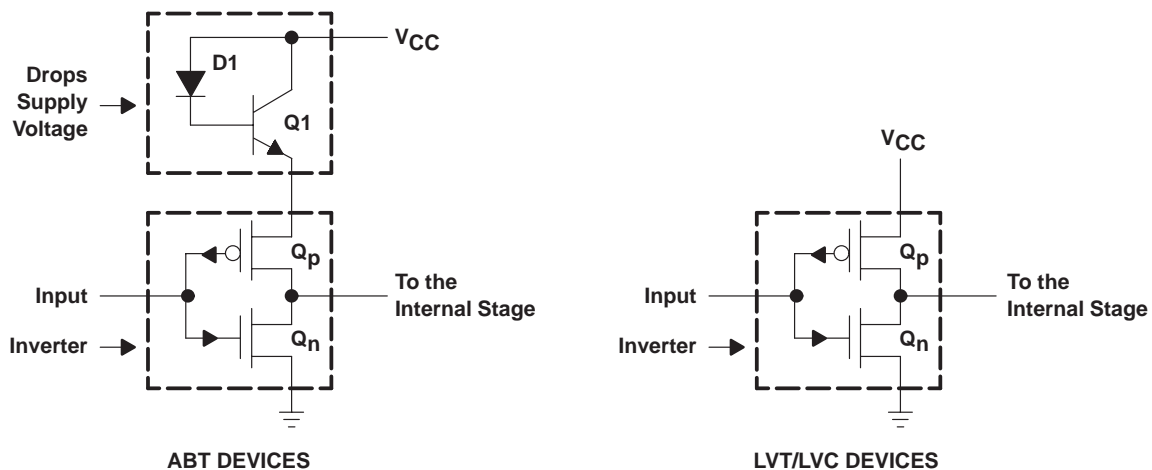 VCC
D1
Drops
Supply
Voltage
Q1
Qp
Input
To the
Internal Stage
Inverter
Qn
ABT DEVICES
VCC
Qp
Input
To the
Internal Stage
Inverter
Qn
LVT/LVC DEVICES